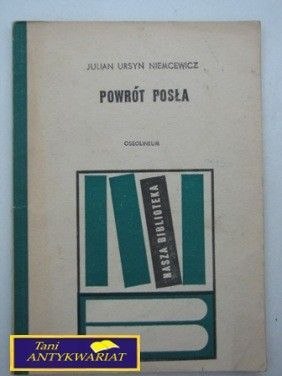 JULIAN URSYN NIEMCEWICZ
POWRÓT POSŁA
OSSOLINEUM
NASZA BIBLIOTEKA
Tani
ANTYKWARIAT